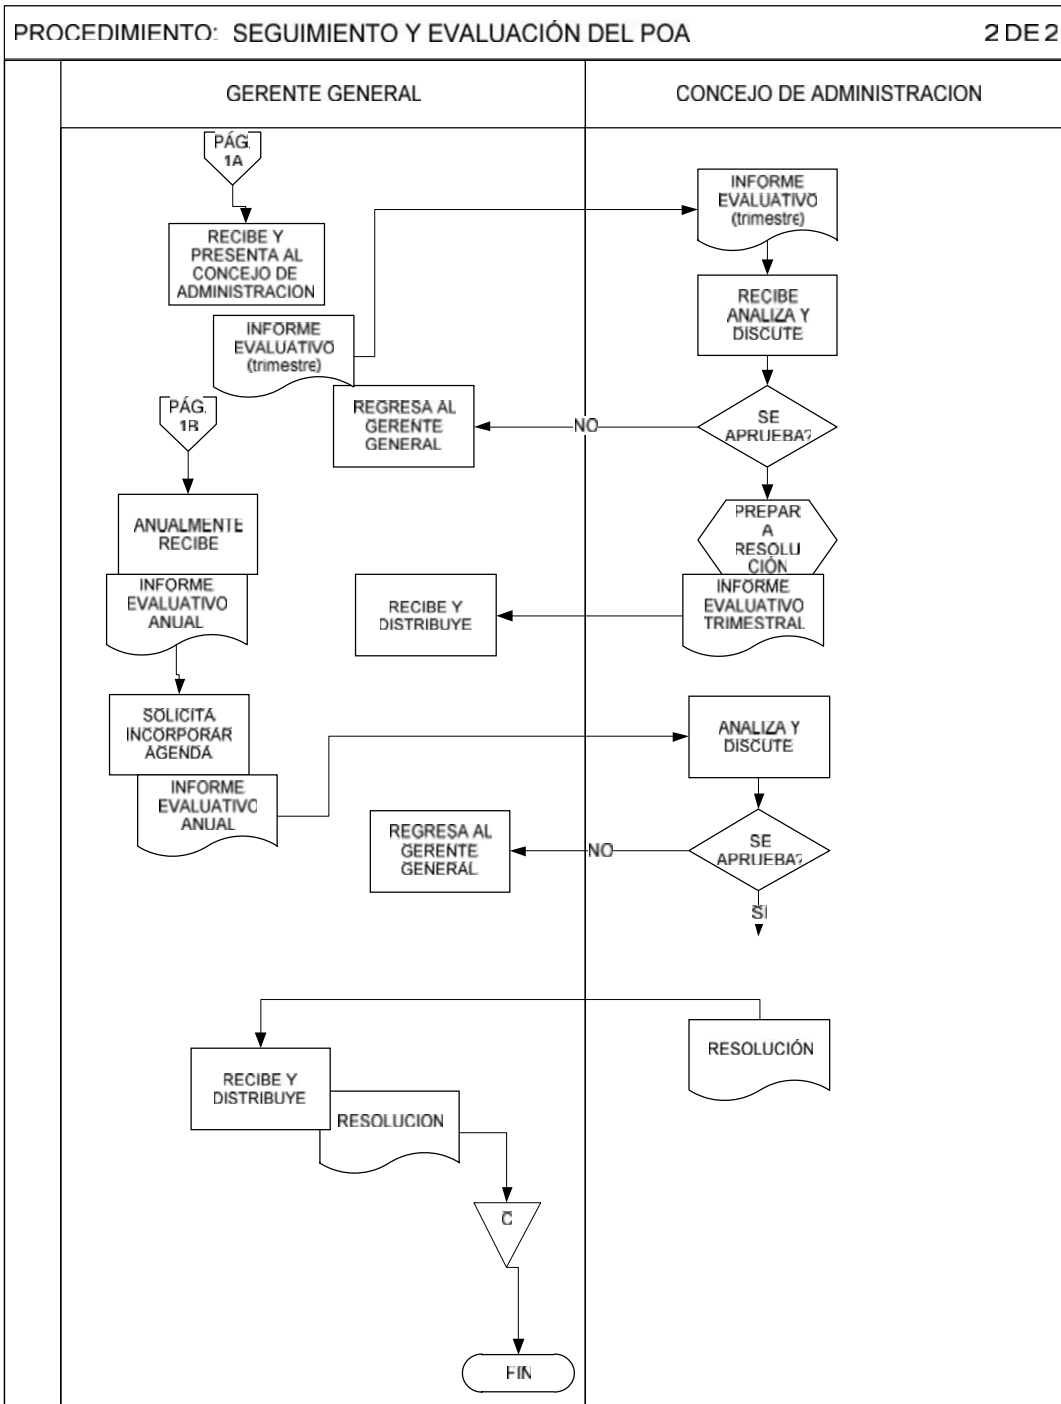 PROCEDIMIENTO: SEGUIMIENTO Y EVALUACIÓN DEL POA 2 DE 2
GERENTE GENERAL
CONCEJO DE ADMINISTRACION
PÁG.
1A
RECIBE Y
PRESENTA AL
CONCEJO DE
ADMINISTRACION
INFORME
EVALUATIVO
(trimestre)
INFORME
EVALUATIVO
(trimestre)
RECIBE
ANALIZA Y
DISCUTE
SE
APRUEBA?
NO
REGRESA AL
GERENTE
GENERAL
PÁG.
1B
ANUALMENTE
RECIBE
INFORME
EVALUATIVO
ANUAL
PREPAR
A
RESOLU
CIÓN
INFORME
EVALUATIVO
TRIMESTRAL
RECIBE Y
DISTRIBUYE
SOLICITA
INCORPORAR
AGENDA
INFORME
EVALUATIVO
ANUAL
ANALIZA Y
DISCUTE
SE
APRUEBA?
NO
REGRESA AL
GERENTE
GENERAL
SI
RESOLUCIÓN
RECIBE Y
DISTRIBUYE
RESOLUCION
C
FIN